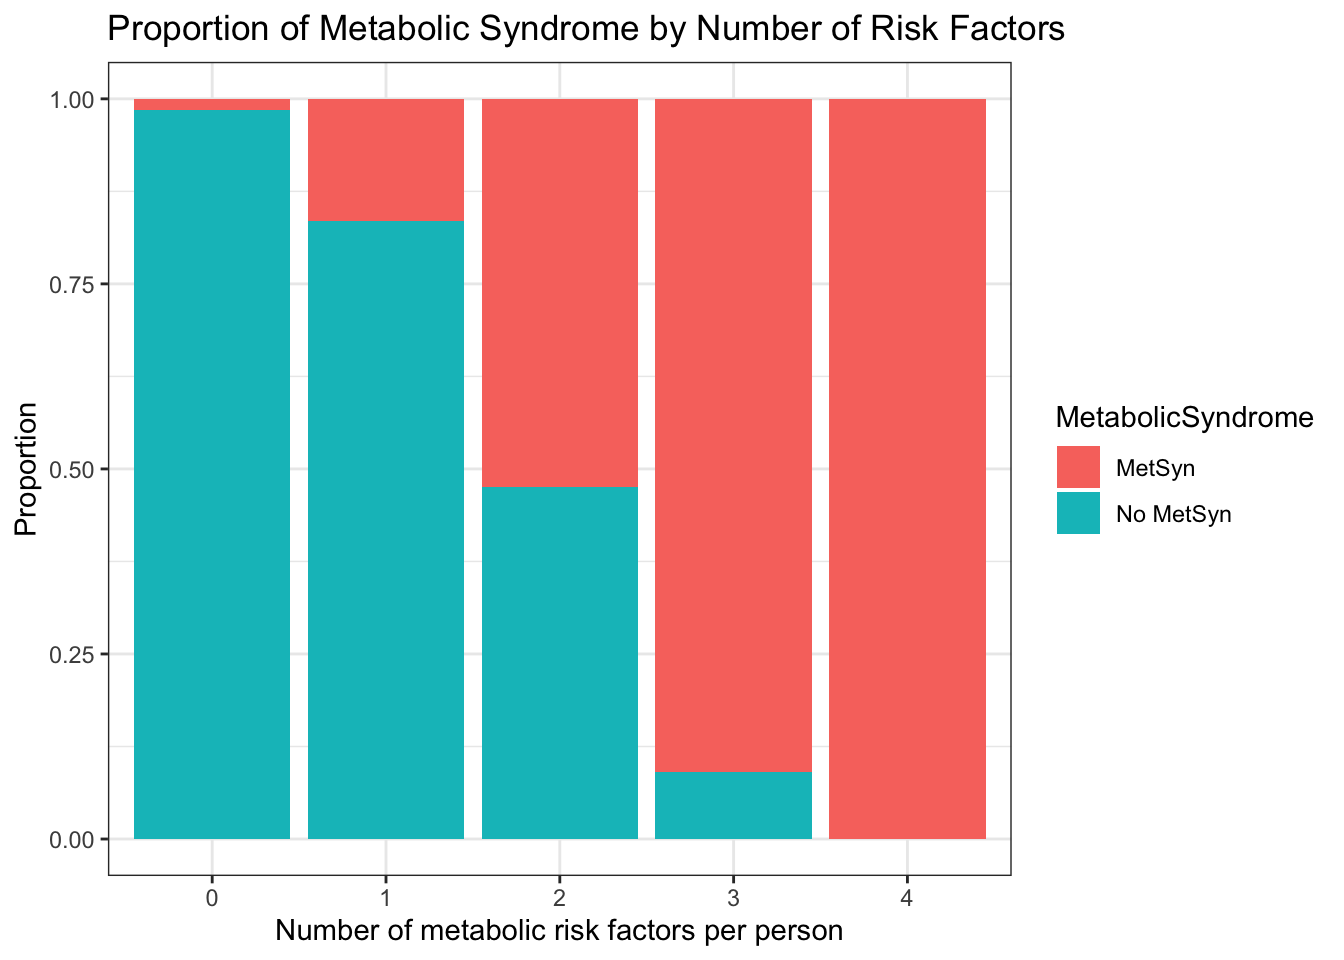 Proportion of Metabolic Syndrome by Number of Risk Factors
1.00
0.75
0.50
0.25
0.00
Proportion
0 1 2 3 4
Number of metabolic risk factors per person
MetabolicSyndrome
MetSyn
No MetSyn